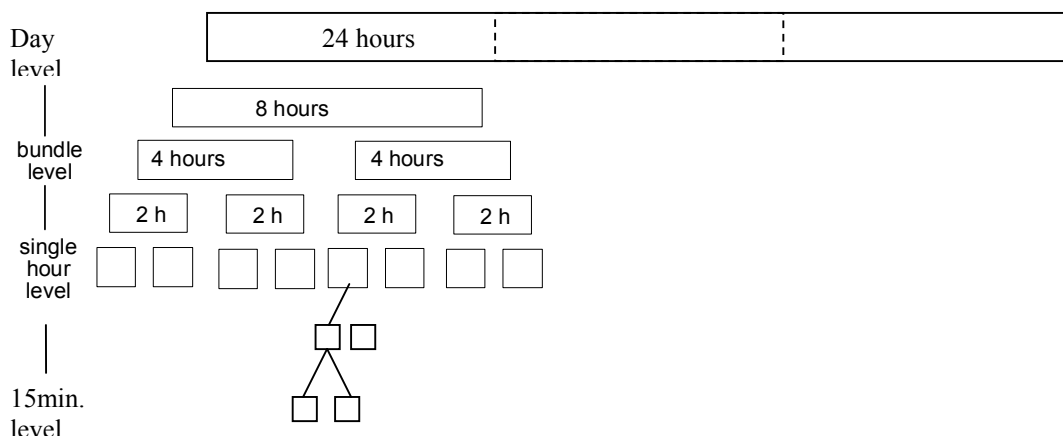 Day
level
24 hours
8 hours
bundle
level
4 hours
4 hours
2 h
2 h
2 h
2 h
single
hour
level
15min.
level